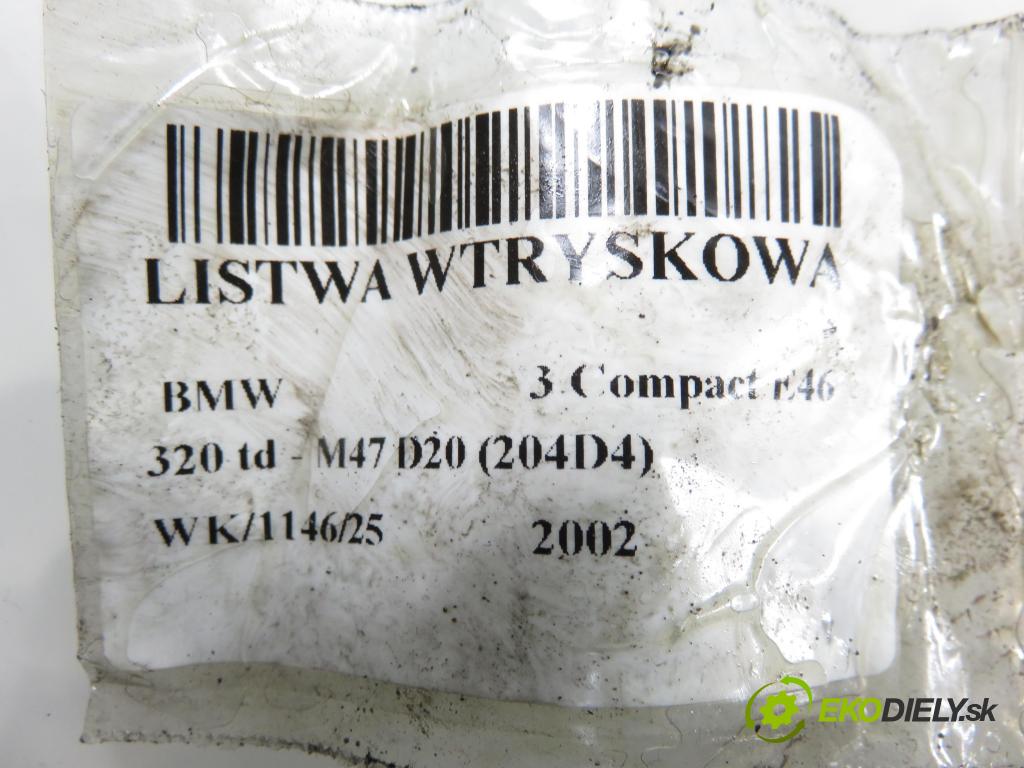 LISTWA WTRYSKOWA
BMW 3 Compact E46
320 td - M47 D20 (204D4)
WK/1146/25 2002
EKODIELY.sk